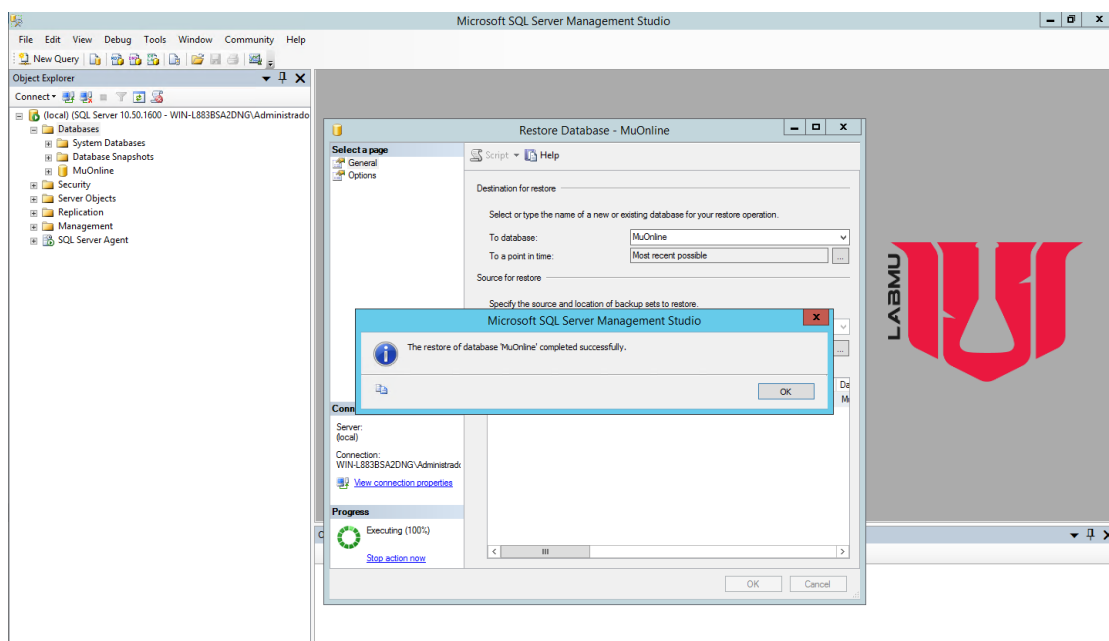 Microsoft SQL Server Management Studio
File Edit View Debug Tools Window Community Help
New Query
Object Explorer
Connect
(local) (SQL Server 10.50.1600 - WIN-L883BSA2DNG\Administrado
Databases
System Databases
Database Snapshots
MuOnline
Security
Server Objects
Replication
Management
SQL Server Agent
Restore Database - MuOnline
Select a page
General
Options
Script Help
Destination for restore
Select or type the name of a new or existing database for your restore operation.
To database: MuOnline
To a point in time: Most recent possible ...
Source for restore
Specify the source and location of backup sets to restore.
...
Microsoft SQL Server Management Studio
The restore of database 'MuOnline' completed successfully.
OK
Da
Server:
(local)
Connection:
WIN-L883BSA2DNG\Administrado
View connection properties
Progress
Executing (100%)
Stop action now
OK Cancel
LABMU